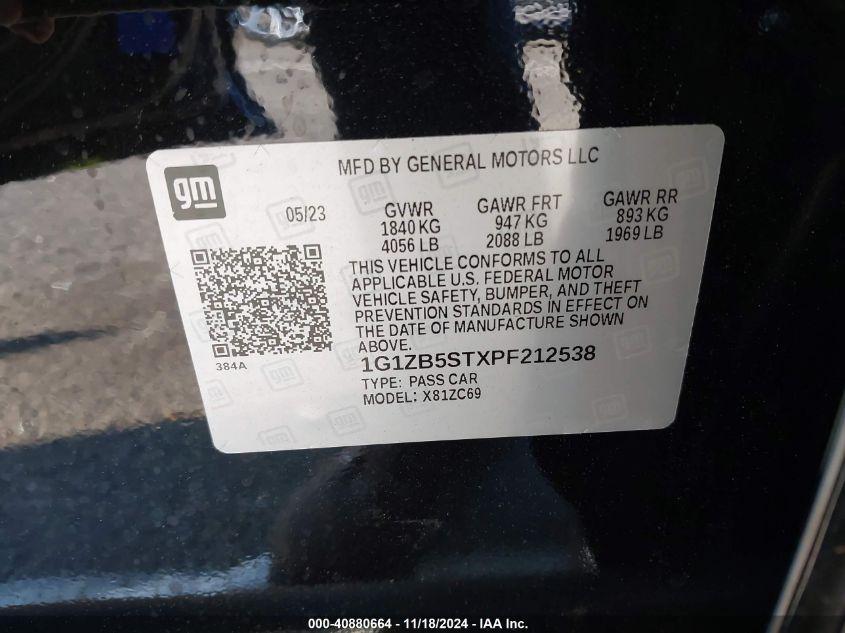 MFD BY GENERAL MOTORS LLC
gm
05/23
GVWR
1840 KG
4056 LB
GAWR FRT
947 KG
2088 LB
GAWR RR
893 KG
1969 LB
THIS VEHICLE CONFORMS TO ALL
APPLICABLE U.S. FEDERAL MOTOR
VEHICLE SAFETY, BUMPER, AND THEFT
PREVENTION STANDARDS IN EFFECT ON
THE DATE OF MANUFACTURE SHOWN
ABOVE.
384A
1G1ZB5STXPF212538
TYPE: PASS CAR
MODEL: X81ZC69
000-40880664 - 11/18/2024 - IAA Inc.